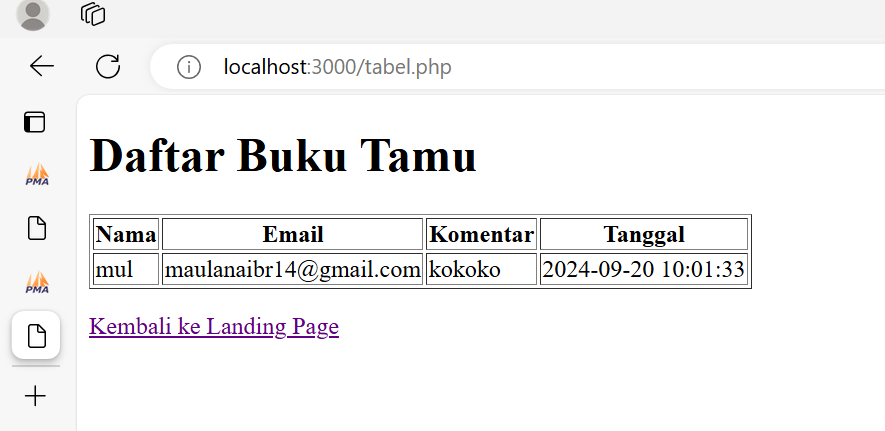 localhost:3000/tabel.php
PMA
PMA
Daftar Buku Tamu
Nama Email Komentar Tanggal
mul maulanaibr14@gmail.com kokoko 2024-09-20 10:01:33
Kembali ke Landing Page